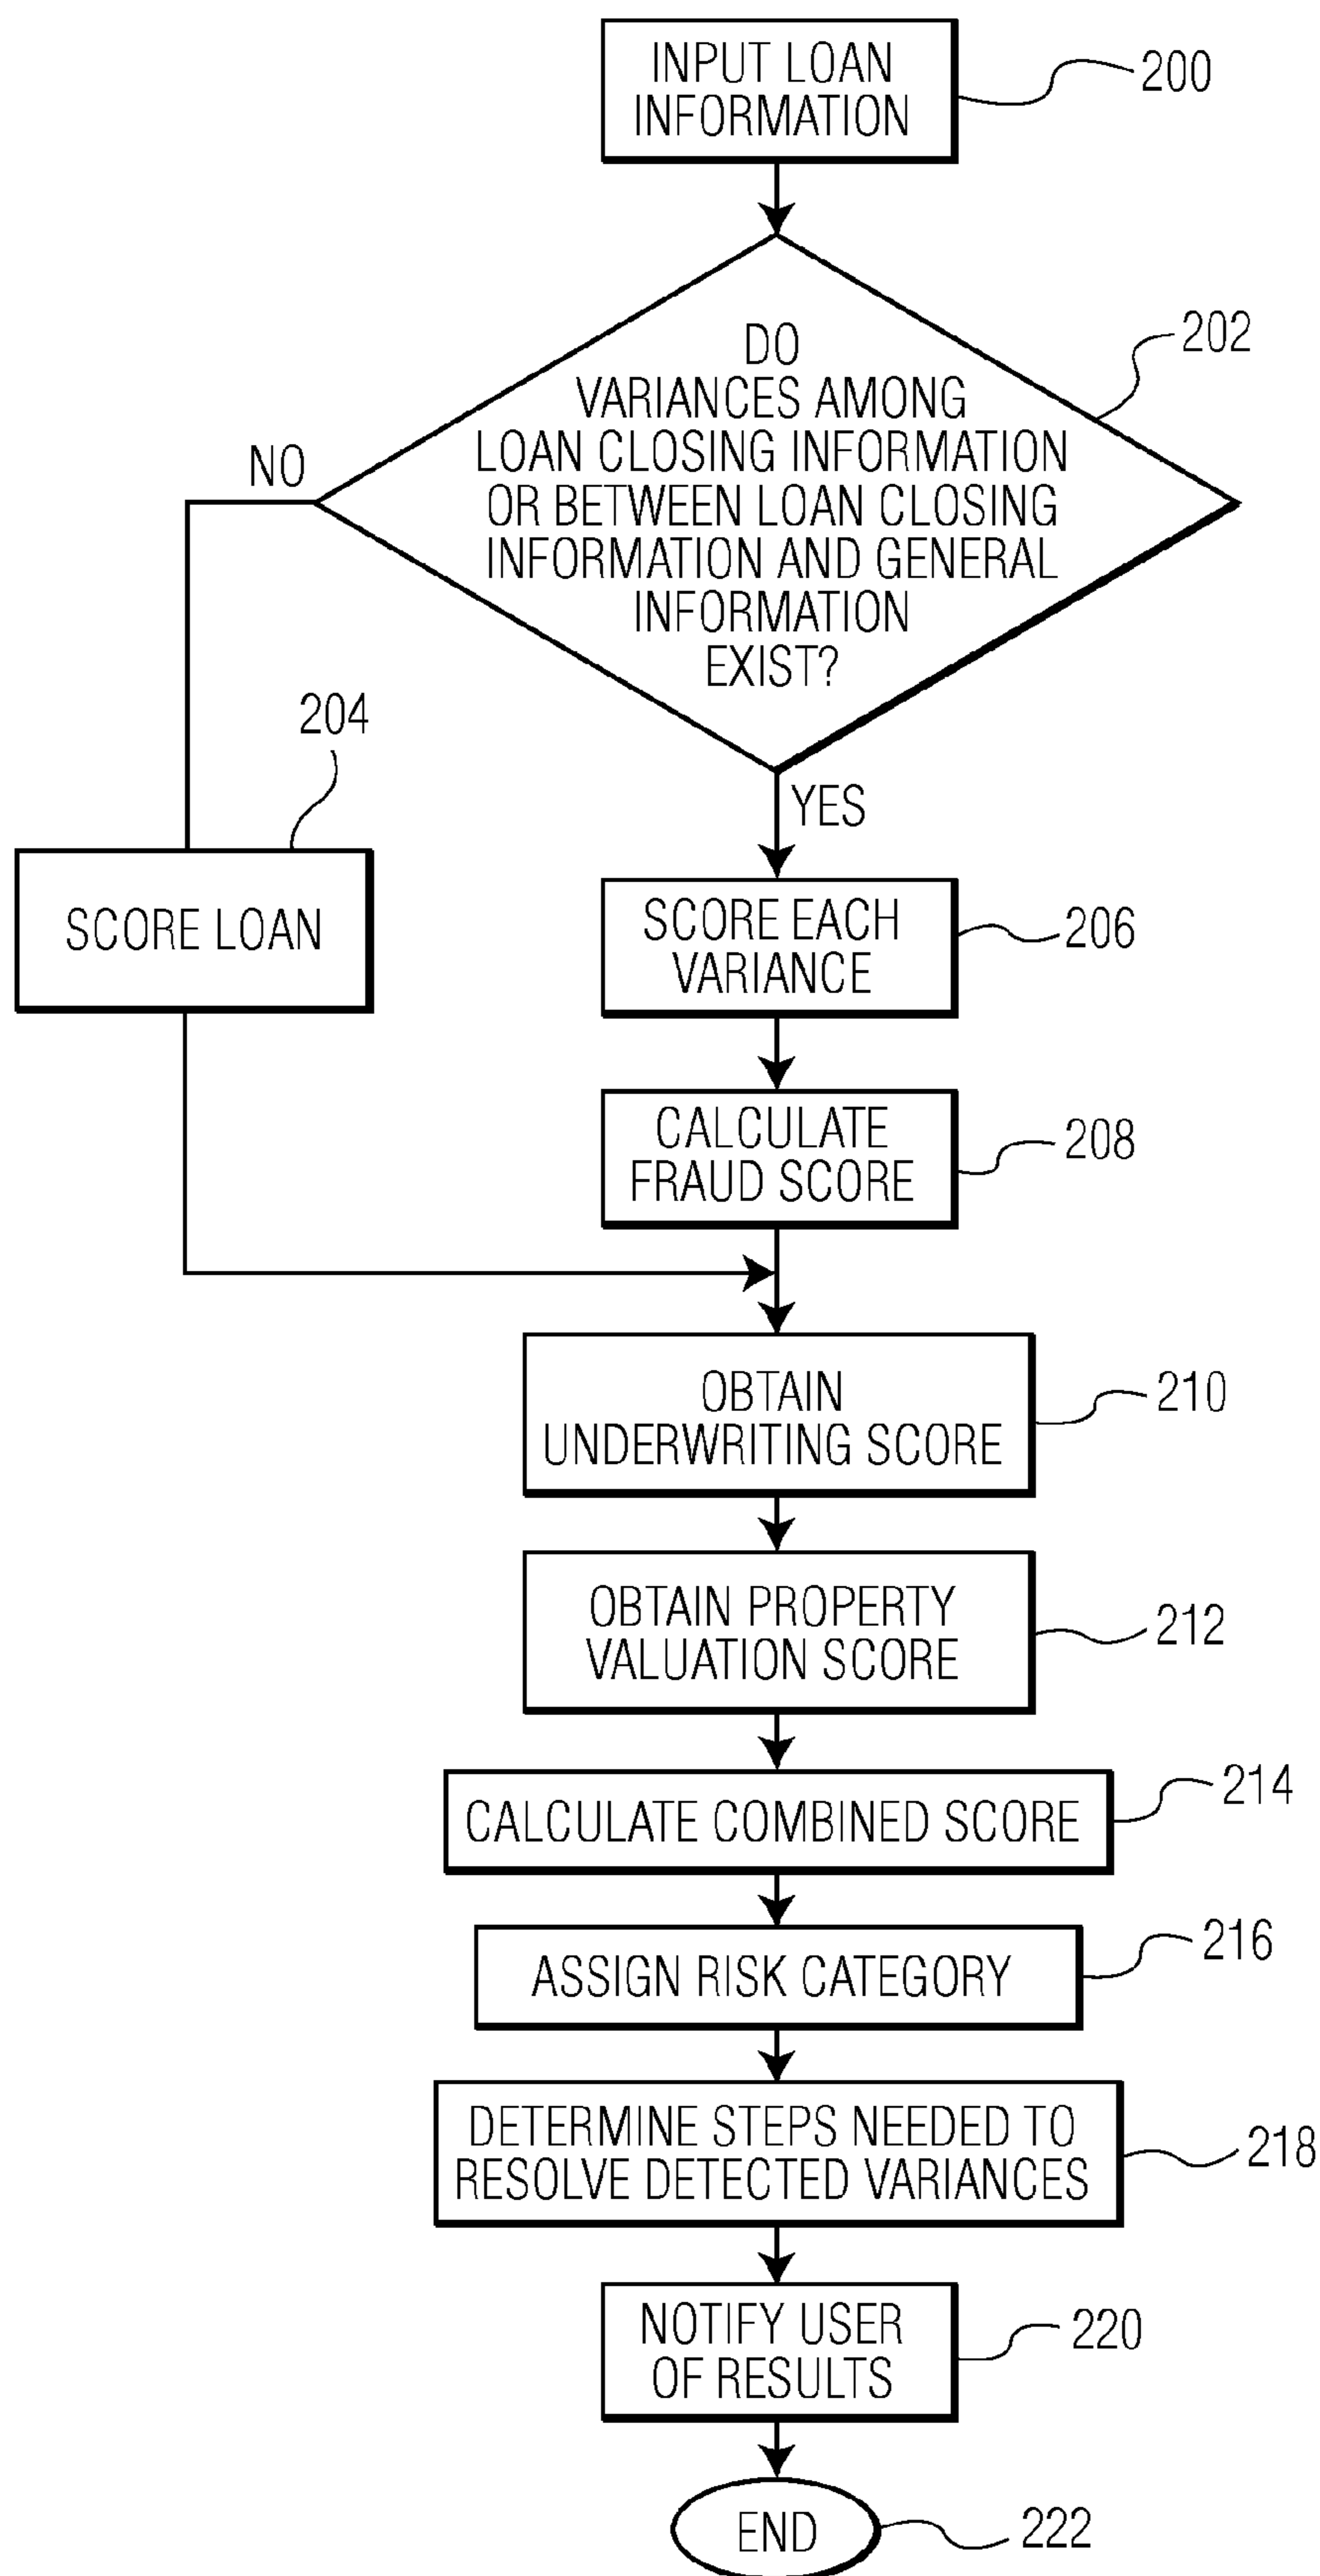 INPUT LOAN
INFORMATION
200
DO
VARIANCES AMONG
LOAN CLOSING INFORMATION
OR BETWEEN LOAN CLOSING
INFORMATION AND GENERAL
INFORMATION
EXIST?
202
NO
204
SCORE LOAN
YES
SCORE EACH
VARIANCE
206
CALCULATE
FRAUD SCORE
208
OBTAIN
UNDERWRITING SCORE
210
OBTAIN PROPERTY
VALUATION SCORE
212
CALCULATE COMBINED SCORE
214
ASSIGN RISK CATEGORY
216
DETERMINE STEPS NEEDED TO
RESOLVE DETECTED VARIANCES
218
NOTIFY USER
OF RESULTS
220
END
222